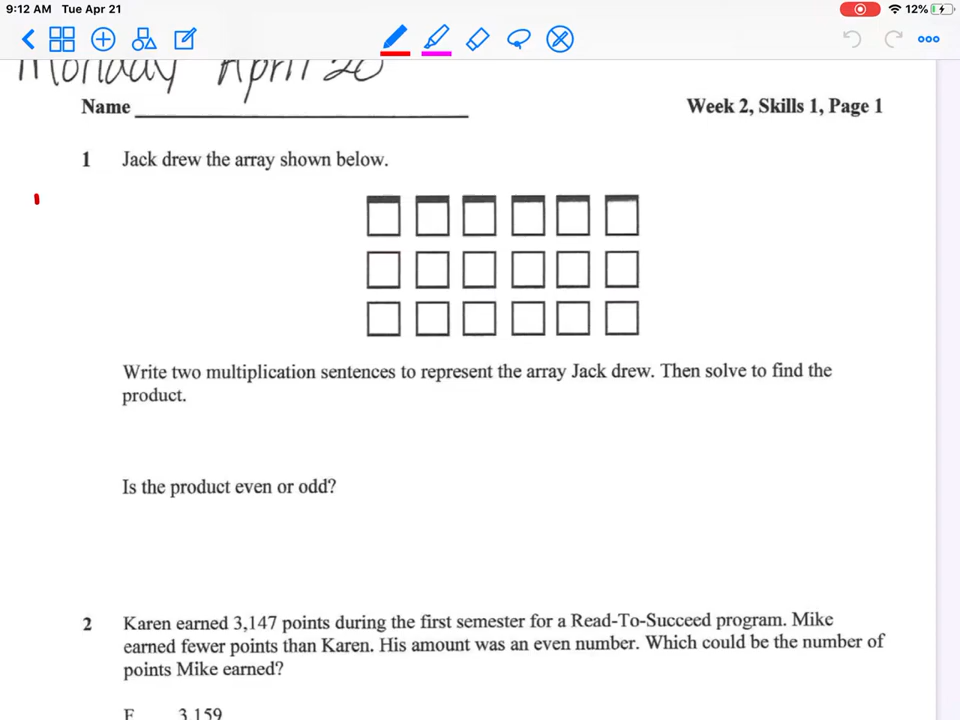 9:12 AM Tue Apr 21 12%
Monday April 20
Name Week 2, Skills 1, Page 1
1 Jack drew the array shown below.
Write two multiplication sentences to represent the array Jack drew. Then solve to find the
product.
Is the product even or odd?
2 Karen earned 3,147 points during the first semester for a Read-To-Succeed program. Mike
earned fewer points than Karen. His amount was an even number. Which could be the number of
points Mike earned?
F 3,159